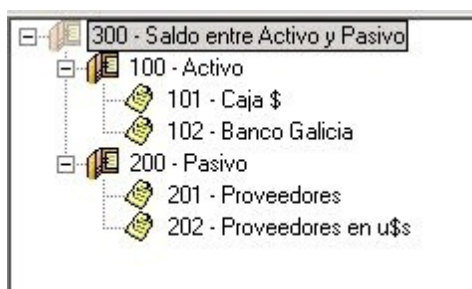 300 - Saldo entre Activo y Pasivo
100 - Activo
101 - Caja $
102 - Banco Galicia
200 - Pasivo
201 - Proveedores
202 - Proveedores en u$s